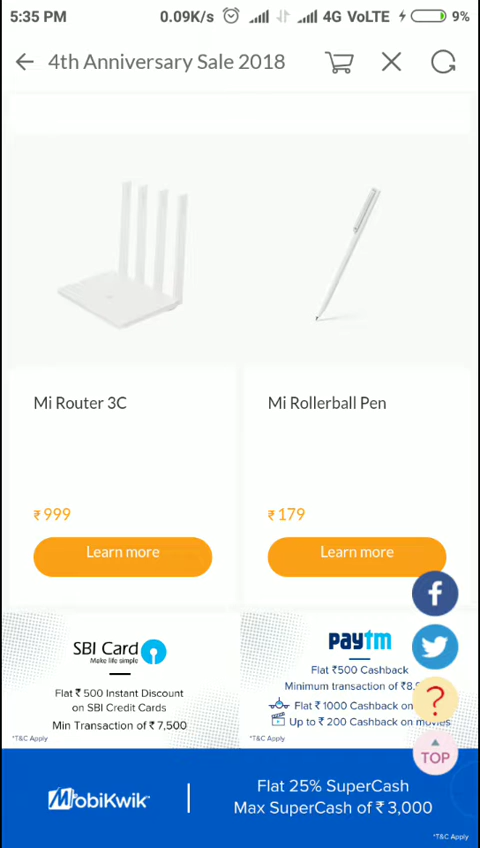 5:35 PM 0.09K/s 4G VoLTE 9%
4th Anniversary Sale 2018
Mi Router 3C
Mi Rollerball Pen
₹ 999
₹ 179
Learn more
Learn more
SBI Card
Make life simple
Flat ₹ 500 Instant Discount
on SBI Credit Cards
Min Transaction of ₹ 7,500
*T&C Apply
paytm
Flat ₹500 Cashback
Minimum transaction of ₹8,
Flat ₹ 1000 Cashback on
Up to ₹ 200 Cashback on movies
*T&C Apply
f
?
TOP
MobiKwik
Flat 25% SuperCash
Max SuperCash of ₹ 3,000
*T&C Apply